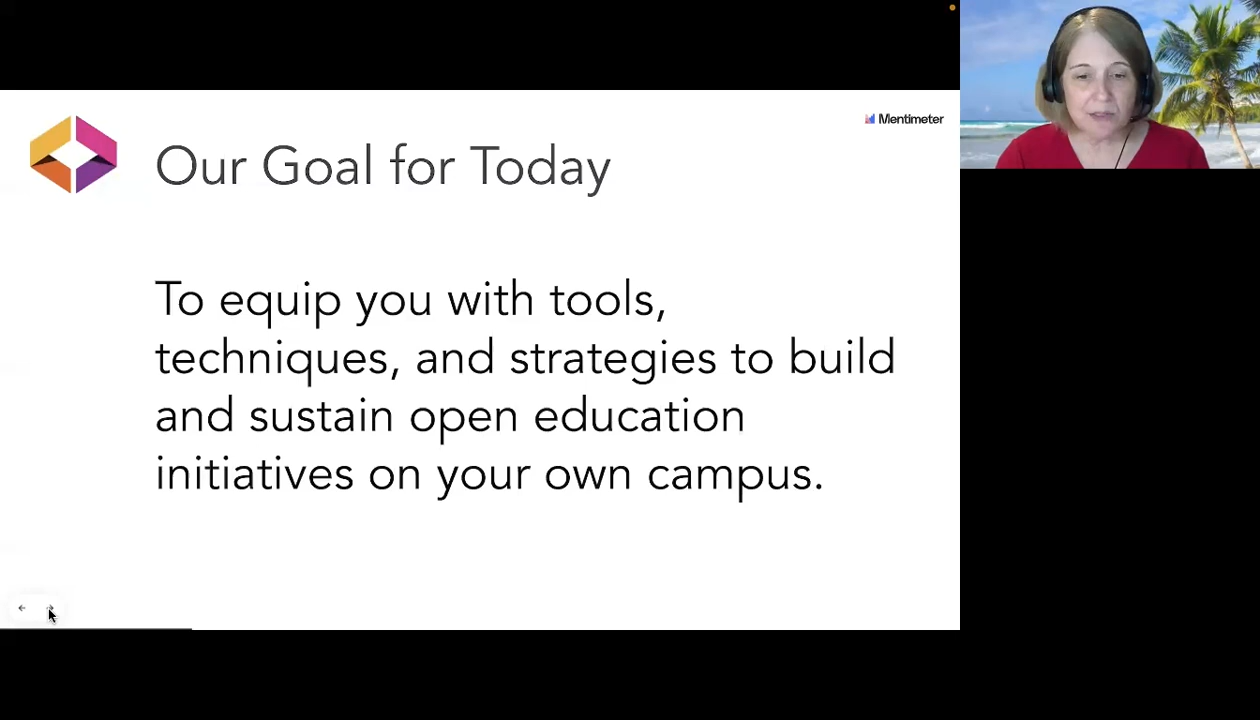 Mentimeter
Our Goal for Today
To equip you with tools,
techniques, and strategies to build
and sustain open education
initiatives on your own campus.